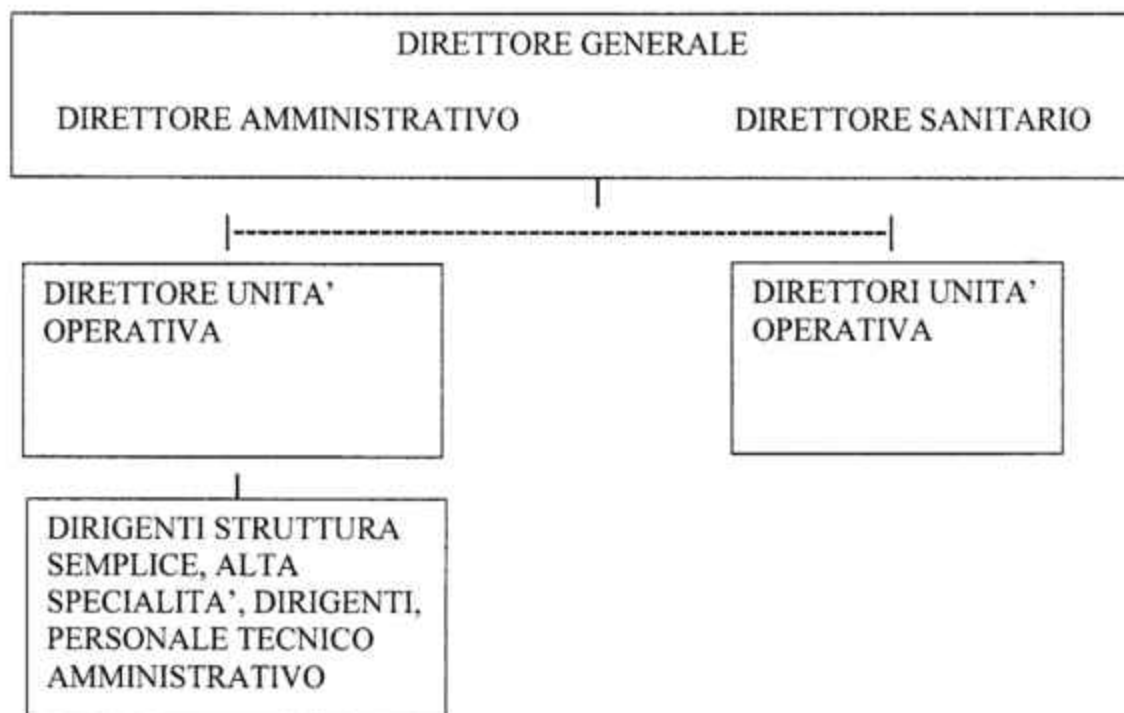 DIRETTORE GENERALE
DIRETTORE AMMINISTRATIVO DIRETTORE SANITARIO
DIRETTORE UNITA’
OPERATIVA
DIRETTORI UNITA’
OPERATIVA
DIRIGENTI STRUTTURA
SEMPLICE, ALTA
SPECIALITA’, DIRIGENTI,
PERSONALE TECNICO
AMMINISTRATIVO